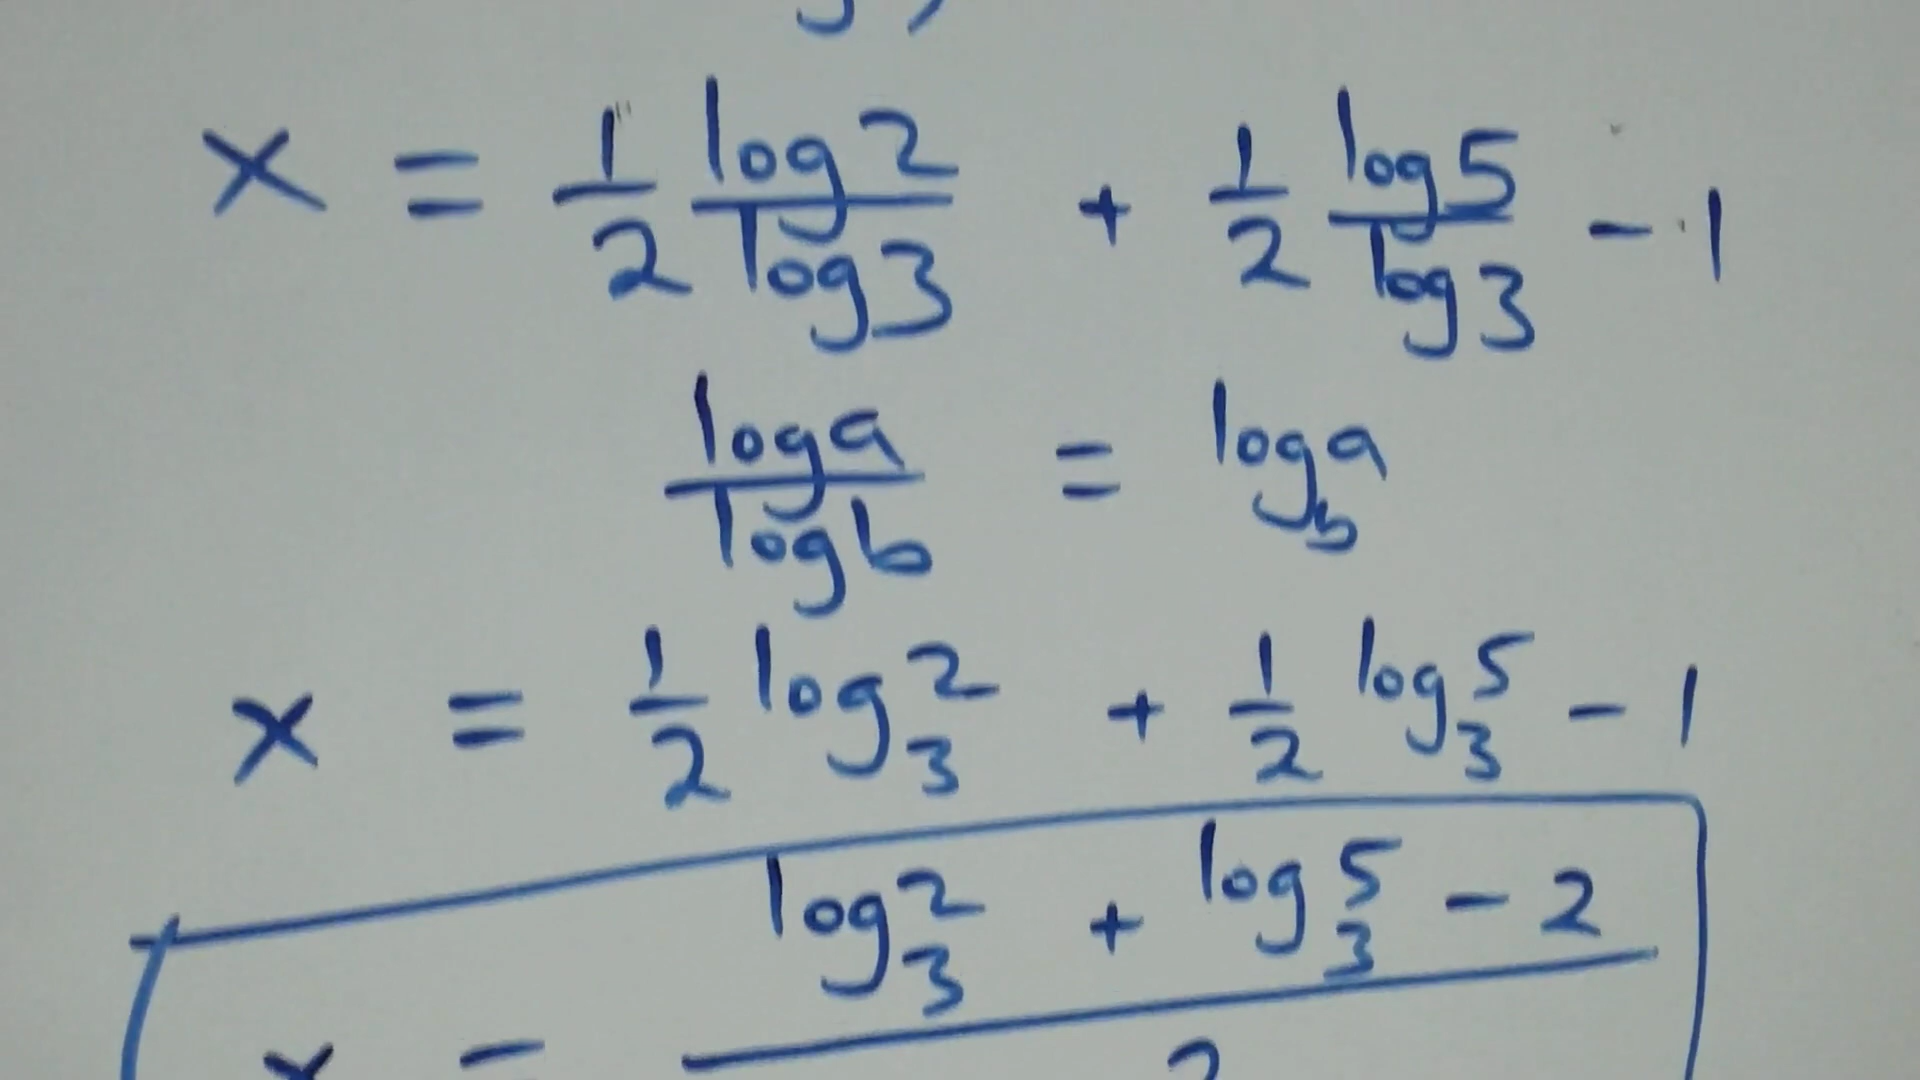 x = 1/2 log2/log3 + 1/2 log5/log3 - 1
loga/logb = log_b a
x = 1/2 log_3 2 + 1/2 log_3 5 - 1
log_3 2 + log_3 5 - 2
x =